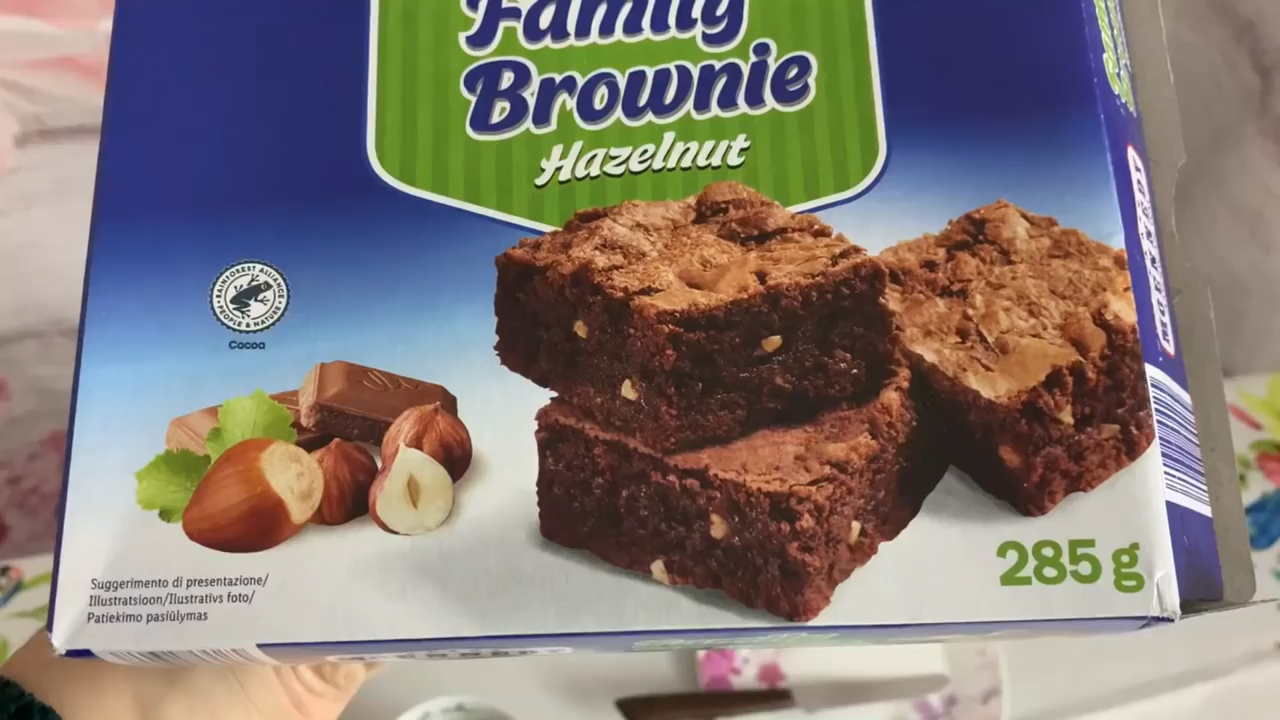 Family
Brownie
Hazelnut
RAINFOREST ALLIANCE
PEOPLE & NATURE
Cocoa
Suggerimento di presentazione/
Illustratsioon/Ilustratīvs foto/
Patiekimo pasiūlymas
285 g